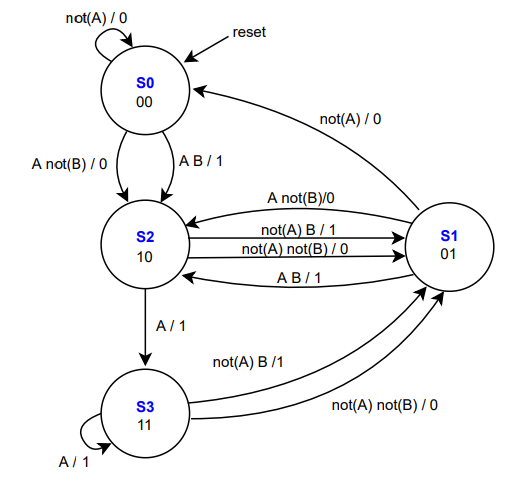 not(A) / 0
reset
S0
00
not(A) / 0
A not(B) / 0
A B / 1
A not(B)/0
S2
10
not(A) B / 1
not(A) not(B) / 0
S1
01
A B / 1
A / 1
not(A) B /1
S3
11
not(A) not(B) / 0
A / 1